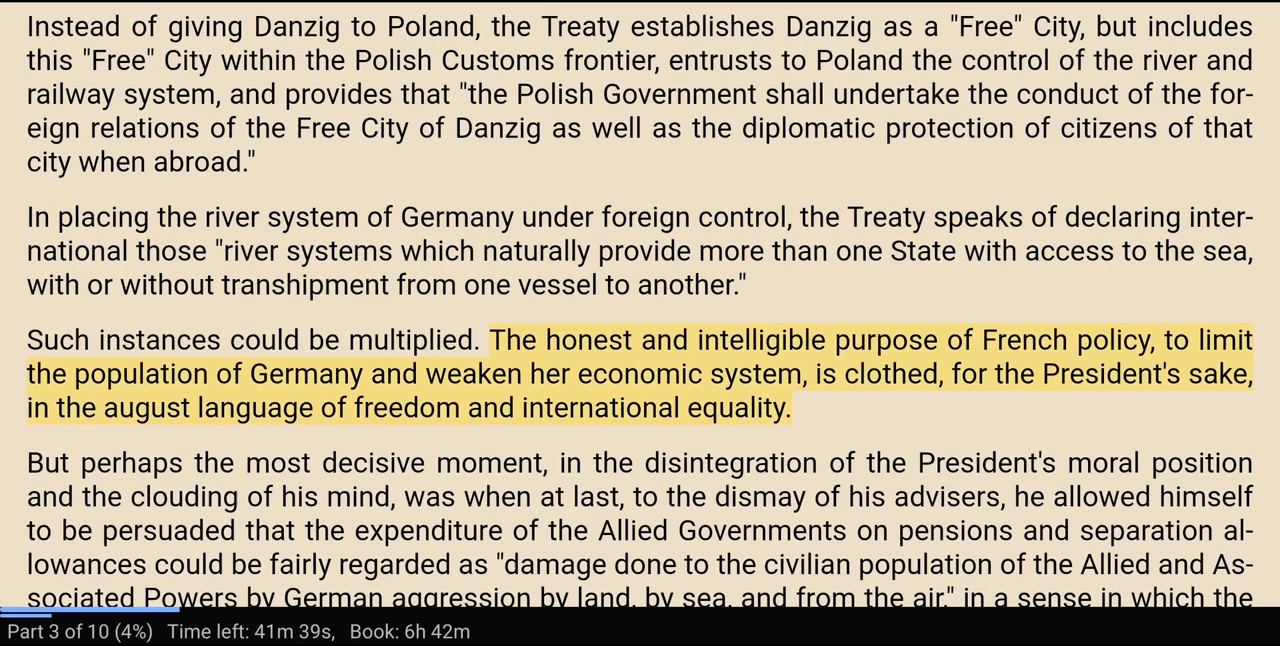 Instead of giving Danzig to Poland, the Treaty establishes Danzig as a "Free" City, but includes
this "Free" City within the Polish Customs frontier, entrusts to Poland the control of the river and
railway system, and provides that "the Polish Government shall undertake the conduct of the for-
eign relations of the Free City of Danzig as well as the diplomatic protection of citizens of that
city when abroad."
In placing the river system of Germany under foreign control, the Treaty speaks of declaring inter-
national those "river systems which naturally provide more than one State with access to the sea,
with or without transhipment from one vessel to another."
Such instances could be multiplied. The honest and intelligible purpose of French policy, to limit
the population of Germany and weaken her economic system, is clothed, for the President's sake,
in the august language of freedom and international equality.
But perhaps the most decisive moment, in the disintegration of the President's moral position
and the clouding of his mind, was when at last, to the dismay of his advisers, he allowed himself
to be persuaded that the expenditure of the Allied Governments on pensions and separation al-
lowances could be fairly regarded as "damage done to the civilian population of the Allied and As-
sociated Powers by German aggression by land, by sea, and from the air," in a sense in which the
Part 3 of 10 (4%) Time left: 41m 39s, Book: 6h 42m